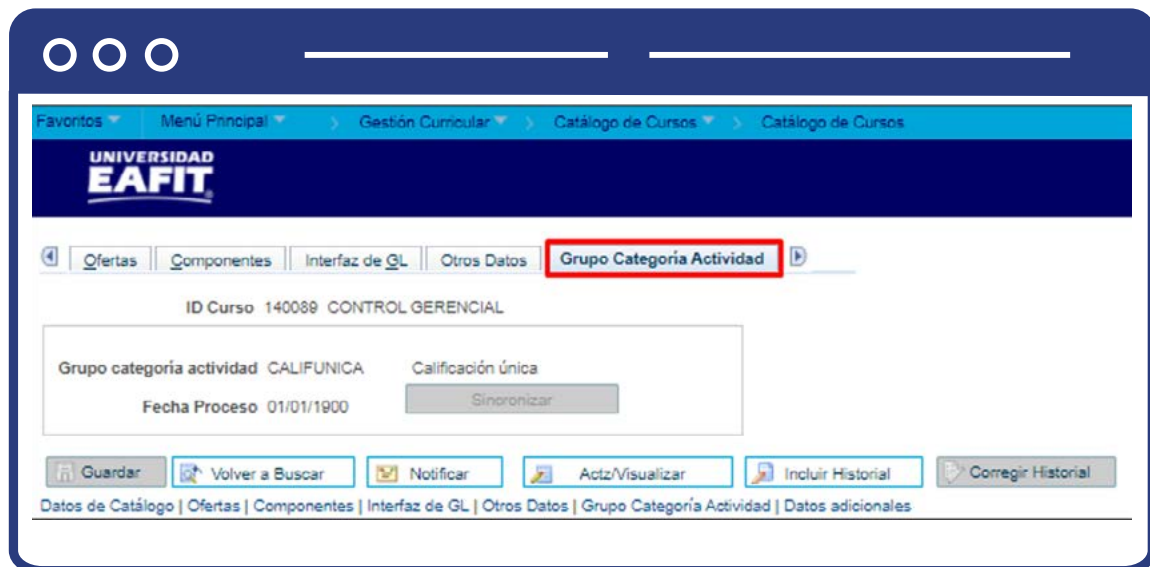 Favoritos Menú Principal Gestión Curricular Catálogo de Cursos Catálogo de Cursos
UNIVERSIDAD
EAFIT
Ofertas Componentes Interfaz de GL Otros Datos Grupo Categoría Actividad
ID Curso 140089 CONTROL GERENCIAL
Grupo categoría actividad CALIFUNICA Calificación única
Fecha Proceso 01/01/1900 Sincronizar
Guardar Volver a Buscar Notificar Actz/Visualizar Incluir Historial Corregir Historial
Datos de Catálogo | Ofertas | Componentes | Interfaz de GL | Otros Datos | Grupo Categoría Actividad | Datos adicionales